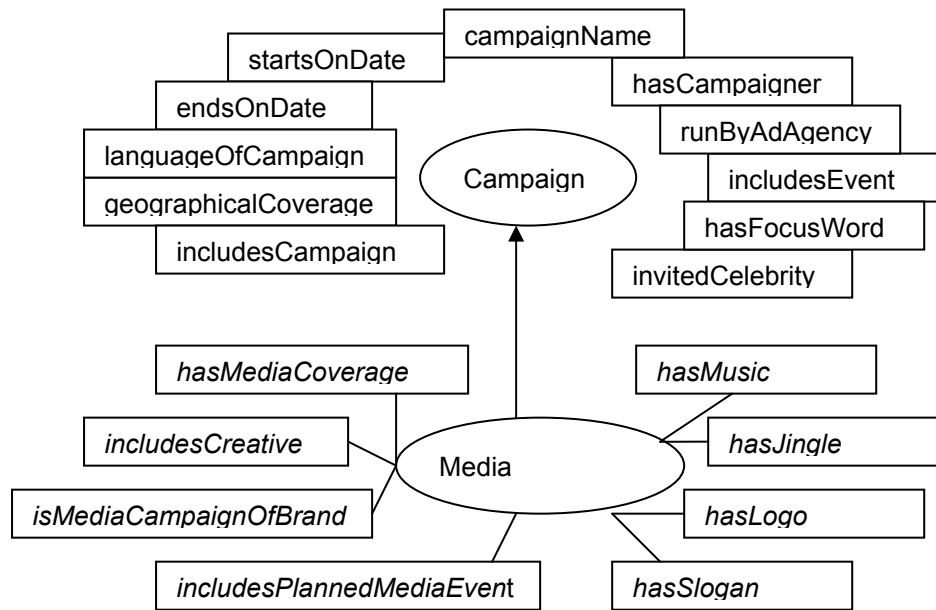 campaignName
startsOnDate
hasCampaigner
endsOnDate
runByAdAgency
languageOfCampaign
Campaign
includesEvent
geographicalCoverage
hasFocusWord
includesCampaign
invitedCelebrity
hasMediaCoverage
hasMusic
includesCreative
Media
hasJingle
isMediaCampaignOfBrand
hasLogo
includesPlannedMediaEvent
hasSlogan